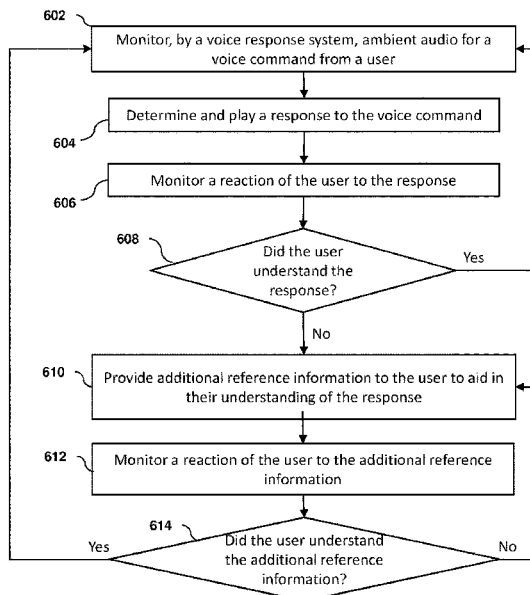 602
Monitor, by a voice response system, ambient audio for a
voice command from a user
Determine and play a response to the voice command
604
Monitor a reaction of the user to the response
606
608
Did the user
understand the
response?
Yes
No
610
Provide additional reference information to the user to aid in
their understanding of the response
612
Monitor a reaction of the user to the additional reference
information
614
Did the user understand
the additional reference
information?
Yes
No